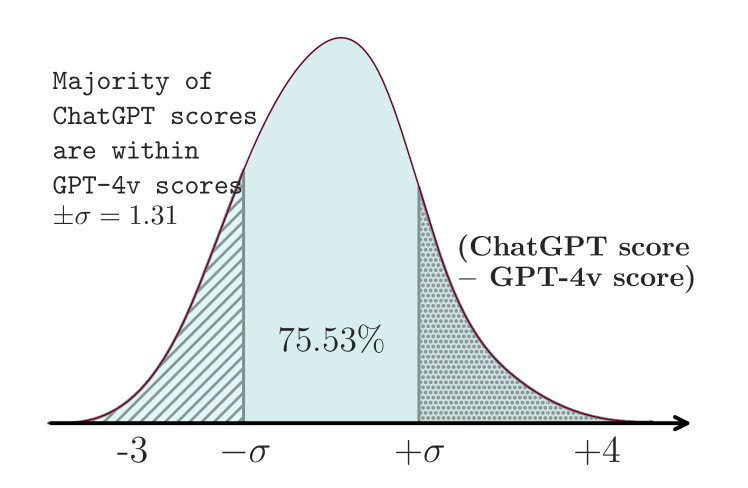 Majority of
ChatGPT scores
are within
GPT-4v scores
±σ = 1.31
(ChatGPT score
− GPT-4v score)
75.53%
-3 −σ +σ +4